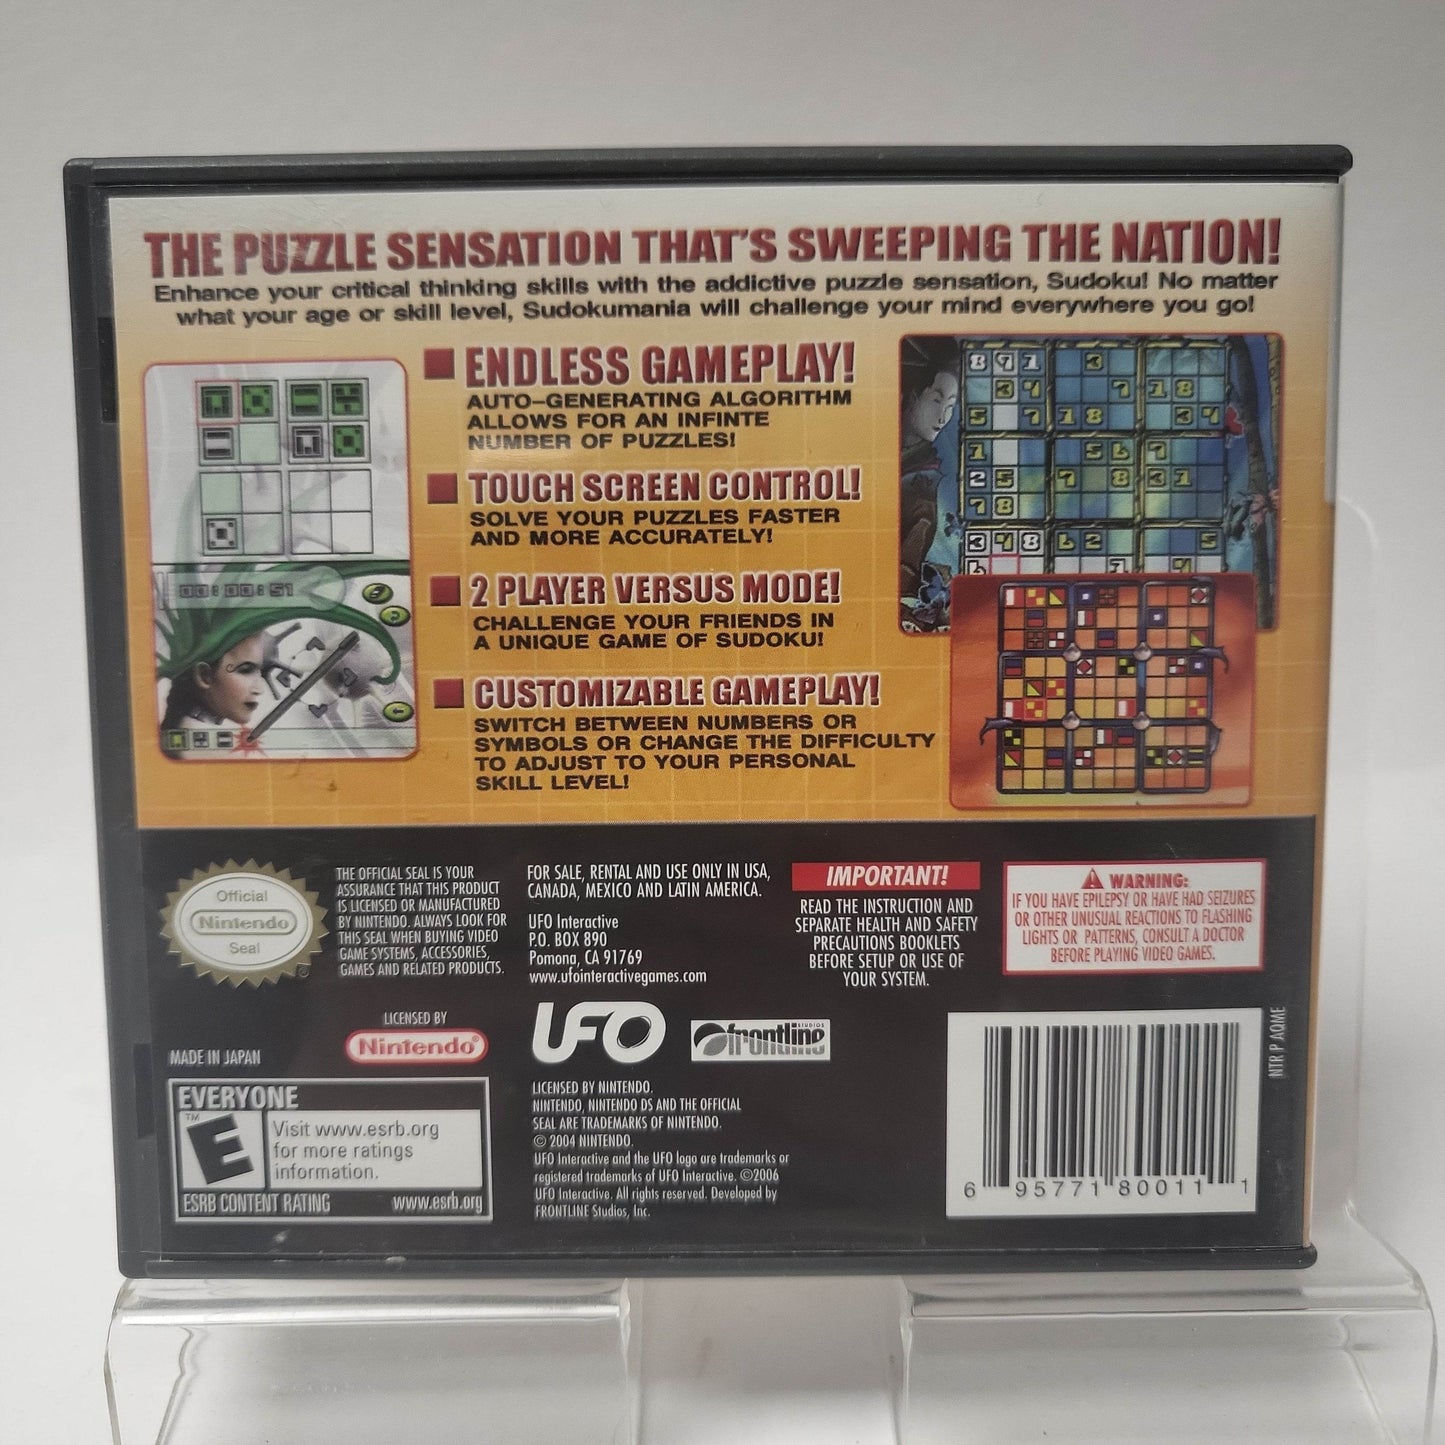 THE PUZZLE SENSATION THAT'S SWEEPING THE NATION!
Enhance your critical thinking skills with the addictive puzzle sensation, Sudoku! No matter
what your age or skill level, Sudokumania will challenge your mind everywhere you go!
ENDLESS GAMEPLAY!
AUTO-GENERATING ALGORITHM
ALLOWS FOR AN INFINTE
NUMBER OF PUZZLES!
TOUCH SCREEN CONTROL!
SOLVE YOUR PUZZLES FASTER
AND MORE ACCURATELY!
2 PLAYER VERSUS MODE!
CHALLENGE YOUR FRIENDS IN
A UNIQUE GAME OF SUDOKU!
CUSTOMIZABLE GAMEPLAY!
SWITCH BETWEEN NUMBERS OR
SYMBOLS OR CHANGE THE DIFFICULTY
TO ADJUST TO YOUR PERSONAL
SKILL LEVEL!
00:00:51
Official
Nintendo
Seal
THE OFFICIAL SEAL IS YOUR
ASSURANCE THAT THIS PRODUCT
IS LICENSED OR MANUFACTURED
BY NINTENDO. ALWAYS LOOK FOR
THIS SEAL WHEN BUYING VIDEO
GAME SYSTEMS, ACCESSORIES,
GAMES AND RELATED PRODUCTS.
FOR SALE, RENTAL AND USE ONLY IN USA,
CANADA, MEXICO AND LATIN AMERICA.
UFO Interactive
P.O. BOX 890
Pomona, CA 91769
www.ufointeractivegames.com
IMPORTANT!
READ THE INSTRUCTION AND
SEPARATE HEALTH AND SAFETY
PRECAUTIONS BOOKLETS
BEFORE SETUP OR USE OF
YOUR SYSTEM.
WARNING:
IF YOU HAVE EPILEPSY OR HAVE HAD SEIZURES
OR OTHER UNUSUAL REACTIONS TO FLASHING
LIGHTS OR PATTERNS, CONSULT A DOCTOR
BEFORE PLAYING VIDEO GAMES.
MADE IN JAPAN
LICENSED BY
Nintendo®
UFO
frontline
STUDIOS
EVERYONE
E
TM
Visit www.esrb.org
for more ratings
information.
ESRB CONTENT RATING www.esrb.org
LICENSED BY NINTENDO.
NINTENDO, NINTENDO DS AND THE OFFICIAL
SEAL ARE TRADEMARKS OF NINTENDO.
© 2004 NINTENDO.
UFO Interactive and the UFO logo are trademarks or
registered trademarks of UFO Interactive. ©2006
UFO Interactive. All rights reserved. Developed by
FRONTLINE Studios, Inc.
NTR P AQME
6 95771 80011 1